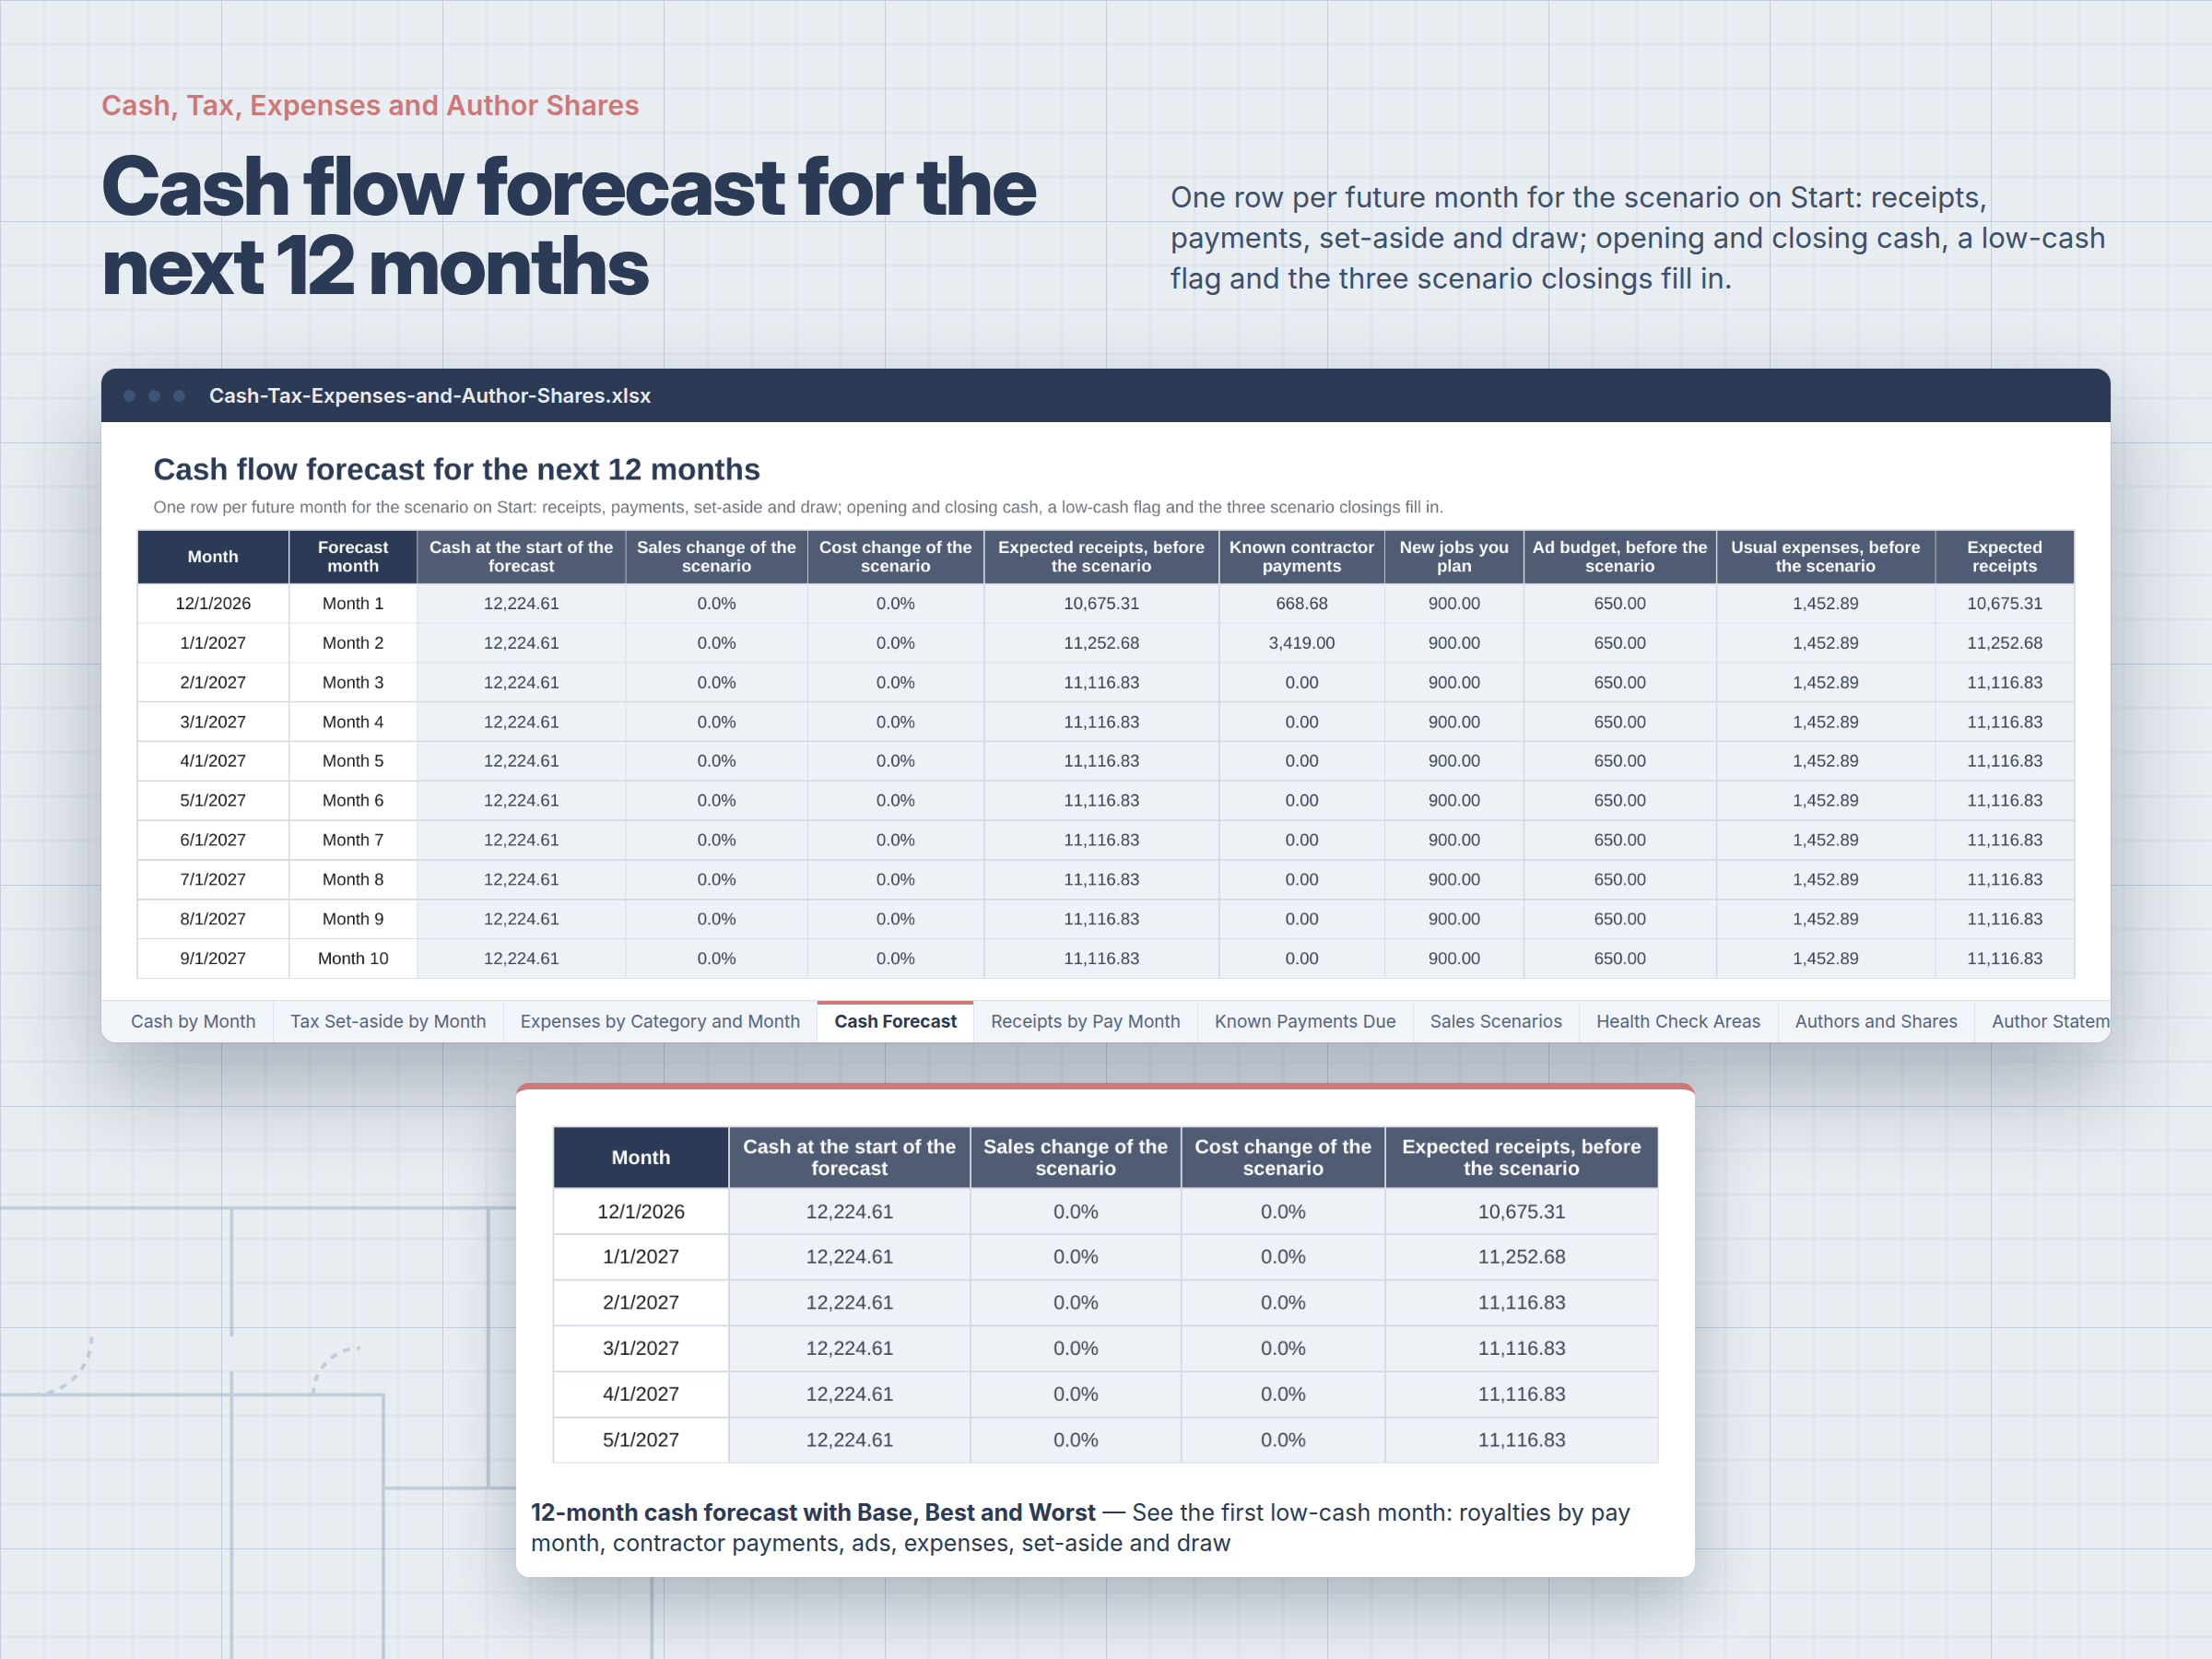 Cash, Tax, Expenses and Author Shares
Cash flow forecast for the
next 12 months
One row per future month for the scenario on Start: receipts,
payments, set-aside and draw; opening and closing cash, a low-cash
flag and the three scenario closings fill in.
Cash-Tax-Expenses-and-Author-Shares.xlsx
Cash flow forecast for the next 12 months
One row per future month for the scenario on Start: receipts, payments, set-aside and draw; opening and closing cash, a low-cash flag and the three scenario closings fill in.
Month Forecast month Cash at the start of the forecast Sales change of the scenario Cost change of the scenario Expected receipts, before the scenario Known contractor payments New jobs you plan Ad budget, before the scenario Usual expenses, before the scenario Expected receipts
12/1/2026 Month 1 12,224.61 0.0% 0.0% 10,675.31 668.68 900.00 650.00 1,452.89 10,675.31
1/1/2027 Month 2 12,224.61 0.0% 0.0% 11,252.68 3,419.00 900.00 650.00 1,452.89 11,252.68
2/1/2027 Month 3 12,224.61 0.0% 0.0% 11,116.83 0.00 900.00 650.00 1,452.89 11,116.83
3/1/2027 Month 4 12,224.61 0.0% 0.0% 11,116.83 0.00 900.00 650.00 1,452.89 11,116.83
4/1/2027 Month 5 12,224.61 0.0% 0.0% 11,116.83 0.00 900.00 650.00 1,452.89 11,116.83
5/1/2027 Month 6 12,224.61 0.0% 0.0% 11,116.83 0.00 900.00 650.00 1,452.89 11,116.83
6/1/2027 Month 7 12,224.61 0.0% 0.0% 11,116.83 0.00 900.00 650.00 1,452.89 11,116.83
7/1/2027 Month 8 12,224.61 0.0% 0.0% 11,116.83 0.00 900.00 650.00 1,452.89 11,116.83
8/1/2027 Month 9 12,224.61 0.0% 0.0% 11,116.83 0.00 900.00 650.00 1,452.89 11,116.83
9/1/2027 Month 10 12,224.61 0.0% 0.0% 11,116.83 0.00 900.00 650.00 1,452.89 11,116.83
Cash by Month Tax Set-aside by Month Expenses by Category and Month Cash Forecast Receipts by Pay Month Known Payments Due Sales Scenarios Health Check Areas Authors and Shares Author Statem
Month Cash at the start of the forecast Sales change of the scenario Cost change of the scenario Expected receipts, before the scenario
12/1/2026 12,224.61 0.0% 0.0% 10,675.31
1/1/2027 12,224.61 0.0% 0.0% 11,252.68
2/1/2027 12,224.61 0.0% 0.0% 11,116.83
3/1/2027 12,224.61 0.0% 0.0% 11,116.83
4/1/2027 12,224.61 0.0% 0.0% 11,116.83
5/1/2027 12,224.61 0.0% 0.0% 11,116.83
12-month cash forecast with Base, Best and Worst — See the first low-cash month: royalties by pay
month, contractor payments, ads, expenses, set-aside and draw